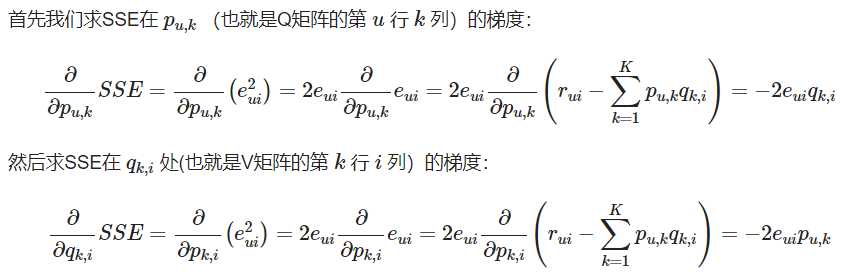 首先我们求SSE在 $p_{u,k}$ （也就是Q矩阵的第 $u$ 行 $k$ 列）的梯度：
$$\frac{\partial}{\partial p_{u,k}}SSE = \frac{\partial}{\partial p_{u,k}}\left(e_{ui}^2\right) = 2e_{ui}\frac{\partial}{\partial p_{u,k}}e_{ui} = 2e_{ui}\frac{\partial}{\partial p_{u,k}}\left(r_{ui} - \sum_{k=1}^{K} p_{u,k}q_{k,i}\right) = -2e_{ui}q_{k,i}$$
然后求SSE在 $q_{k,i}$ 处(也就是V矩阵的第 $k$ 行 $i$ 列）的梯度：
$$\frac{\partial}{\partial q_{k,i}}SSE = \frac{\partial}{\partial p_{k,i}}\left(e_{ui}^2\right) = 2e_{ui}\frac{\partial}{\partial p_{k,i}}e_{ui} = 2e_{ui}\frac{\partial}{\partial p_{k,i}}\left(r_{ui} - \sum_{k=1}^{K} p_{u,k}q_{k,i}\right) = -2e_{ui}p_{u,k}$$